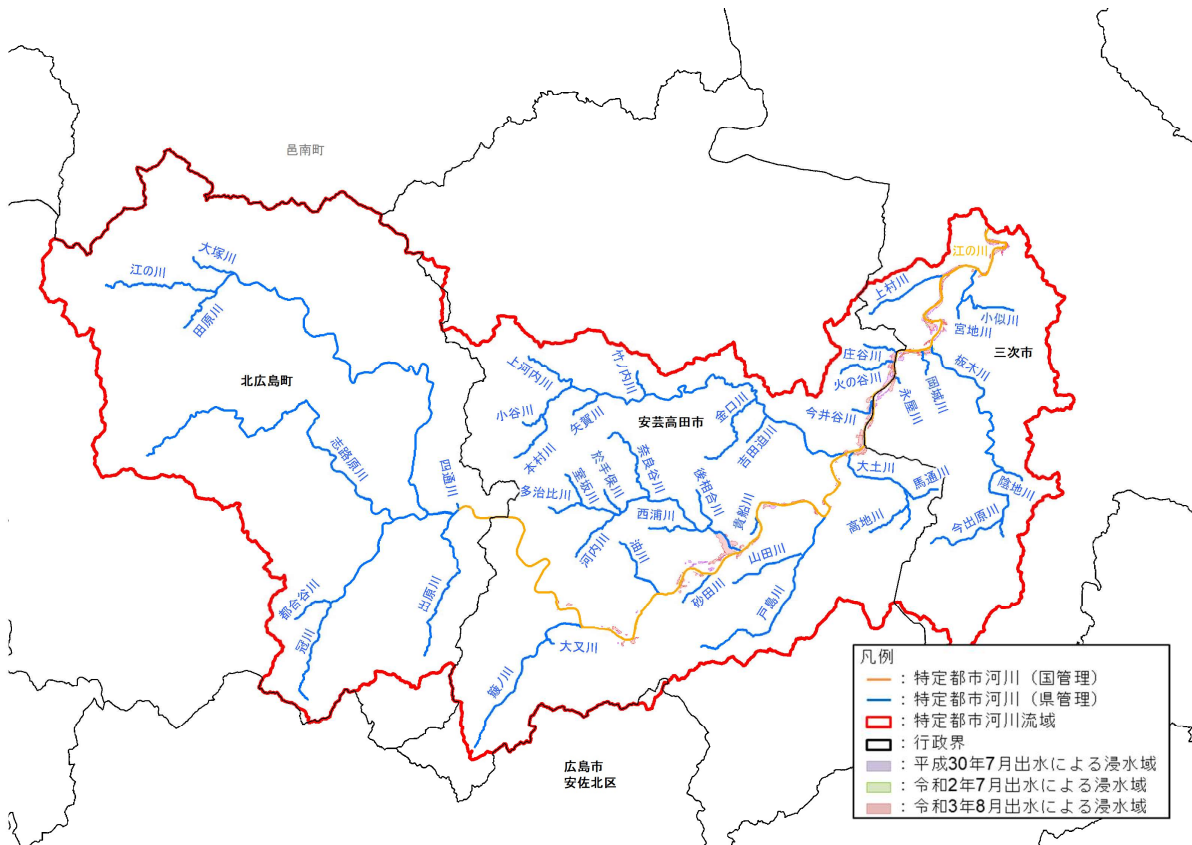 邑南町
大塚川
江の川
田原川
北広島町
志路原川
四通川
都合谷川
冠川
出原川
上河内川
竹ノ内川
小谷川
矢賀川
本村川
安芸高田市
金口川
吉田迫川
多治比川
室坂川
於手保川
奈良谷川
西浦川
後相合川
貴船川
河内川
油川
山田川
砂田川
戸島川
大又川
簸ノ川
江の川
上村川
小似川
宮地川
三次市
庄谷川
火の谷川
板木川
岡城川
永屋川
今井谷川
大土川
馬通川
陰地川
高地川
今出原川
広島市
安佐北区
凡例
:特定都市河川（国管理）
:特定都市河川（県管理）
:特定都市河川流域
:行政界
:平成30年7月出水による浸水域
:令和2年7月出水による浸水域
:令和3年8月出水による浸水域